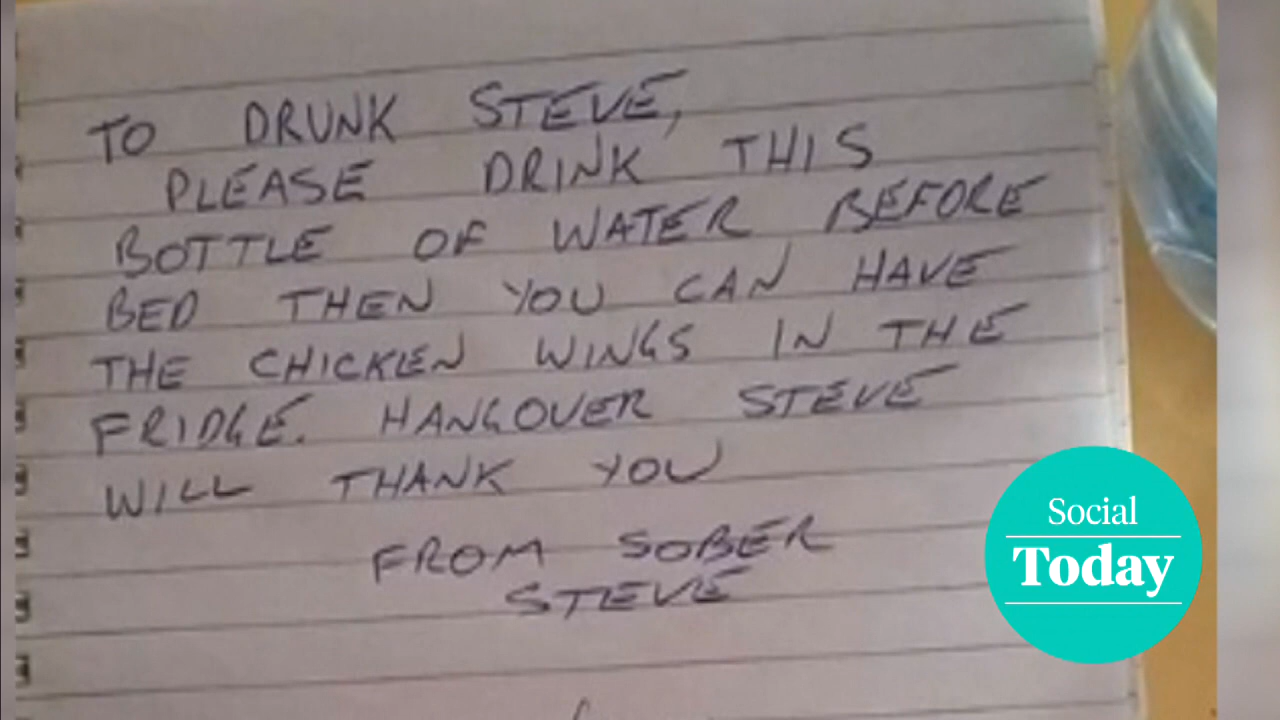 TO DRUNK STEVE,
PLEASE DRINK THIS
BOTTLE OF WATER BEFORE
BED THEN YOU CAN HAVE
THE CHICKEN WINGS IN THE
FRIDGE. HANGOVER STEVE
WILL THANK YOU
FROM SOBER
STEVE
Social
Today